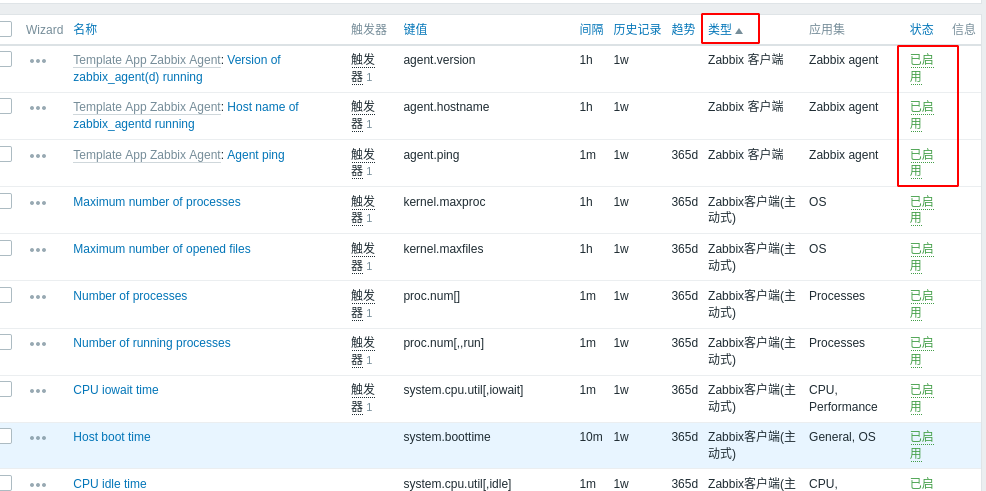 Wizard 名称 触发器 键值 间隔 历史记录 趋势 类型 应用集 状态 信息
Template App Zabbix Agent: Version of 触发 agent.version 1h 1w Zabbix 客户端 Zabbix agent 已启
zabbix_agent(d) running 器 1 用
Template App Zabbix Agent: Host name of 触发 agent.hostname 1h 1w Zabbix 客户端 Zabbix agent 已启
zabbix_agentd running 器 1 用
Template App Zabbix Agent: Agent ping 触发 agent.ping 1m 1w 365d Zabbix 客户端 Zabbix agent 已启
器 1 用
Maximum number of processes 触发 kernel.maxproc 1h 1w 365d Zabbix客户端(主 OS 已启
器 1 动式) 用
Maximum number of opened files 触发 kernel.maxfiles 1h 1w 365d Zabbix客户端(主 OS 已启
器 1 动式) 用
Number of processes 触发 proc.num[] 1m 1w 365d Zabbix客户端(主 Processes 已启
器 1 动式) 用
Number of running processes 触发 proc.num[,,run] 1m 1w 365d Zabbix客户端(主 Processes 已启
器 1 动式) 用
CPU iowait time 触发 system.cpu.util[,iowait] 1m 1w 365d Zabbix客户端(主 CPU, 已启
器 1 动式) Performance 用
Host boot time system.boottime 10m 1w 365d Zabbix客户端(主 General, OS 已启
动式) 用
CPU idle time system.cpu.util[,idle] 1m 1w 365d Zabbix客户端(主 CPU, 已启